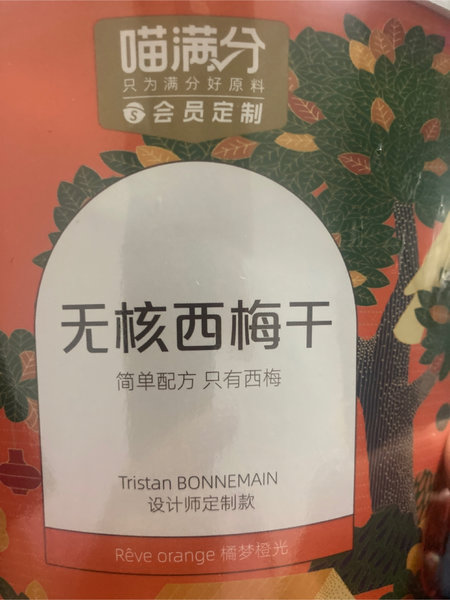 喵满分
只为满分好原料
S 会员定制
无核西梅干
简单配方 只有西梅
Tristan BONNEMAIN
设计师定制款
Rêve orange 橘梦橙光